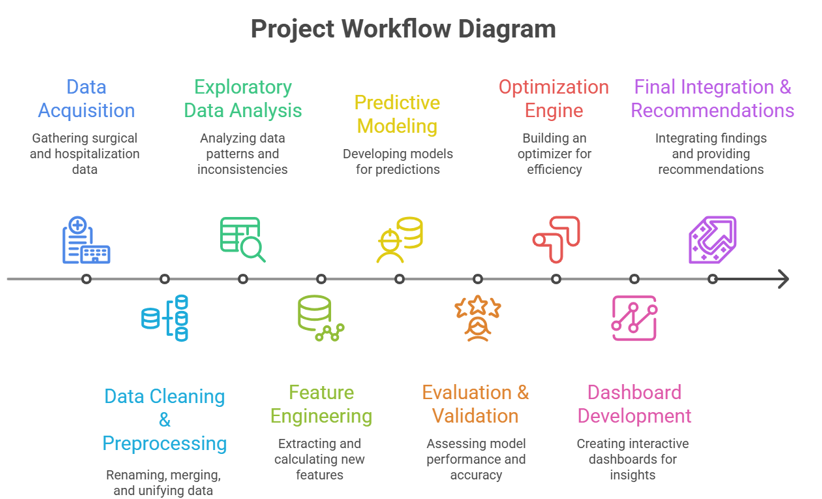 Project Workflow Diagram
Data
Acquisition
Gathering surgical
and hospitalization
data
Exploratory
Data Analysis
Analyzing data
patterns and
inconsistencies
Predictive
Modeling
Developing models
for predictions
Optimization
Engine
Building an
optimizer for
efficiency
Final Integration &
Recommendations
Integrating findings
and providing
recommendations
Data Cleaning
&
Preprocessing
Renaming, merging,
and unifying data
Feature
Engineering
Extracting and
calculating new
features
Evaluation &
Validation
Assessing model
performance and
accuracy
Dashboard
Development
Creating interactive
dashboards for
insights